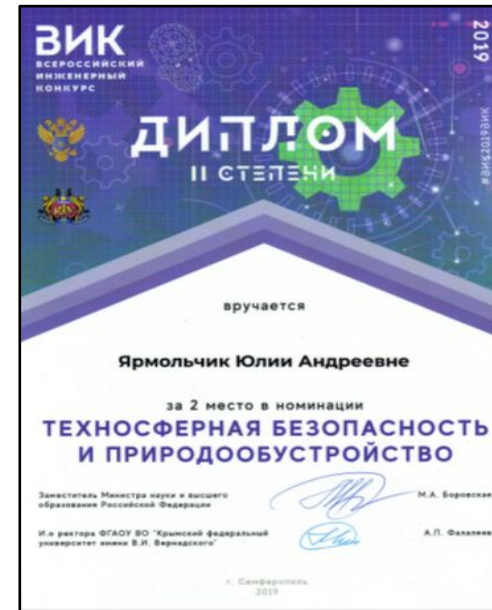 ВИК
ВСЕРОССИЙСКИЙ
ИНЖЕНЕРНЫЙ
КОНКУРС
2019
ДИПЛОМ
II СТЕПЕНИ
вручается
Ярмольчик Юлии Андреевне
за 2 место в номинации
ТЕХНОСФЕРНАЯ БЕЗОПАСНОСТЬ
И ПРИРОДООБУСТРОЙСТВО
Заместитель Министра науки и высшего
образования Российской Федерации
М.А. Боровская
И.о ректора ФГАОУ ВО "Крымский федеральный
университет имени В.И. Вернадского"
А.П. Фалалеев
г. Симферополь
2019